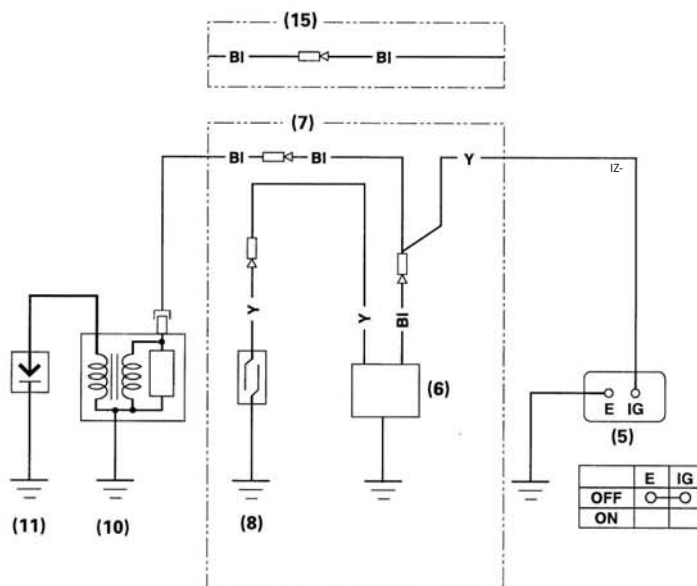 (15)
Bl Bl
(7)
Bl Bl Y
IZ-
Y Y Bl
(6)
E IG
(5)
E IG
OFF
ON
(11) (10) (8)